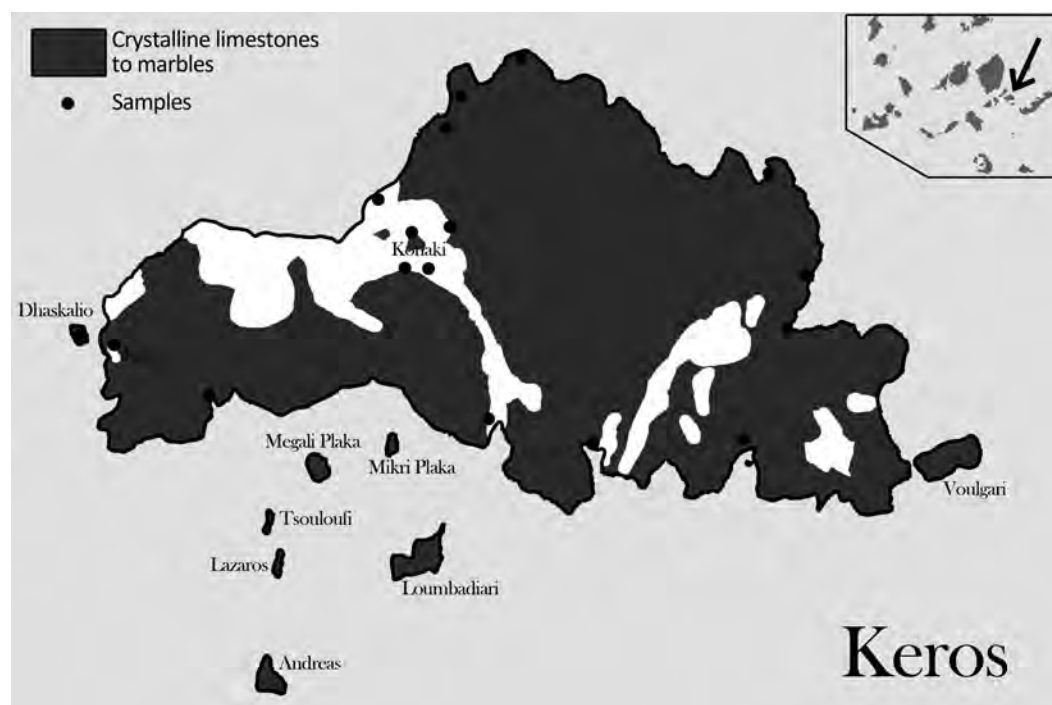 Crystalline limestones
to marbles
Samples
Konaki
Dhaskalio
Megali Plaka
Mikri Plaka
Voulgari
Tsouloufi
Lazaros
Loumbadiari
Keros
Andreas